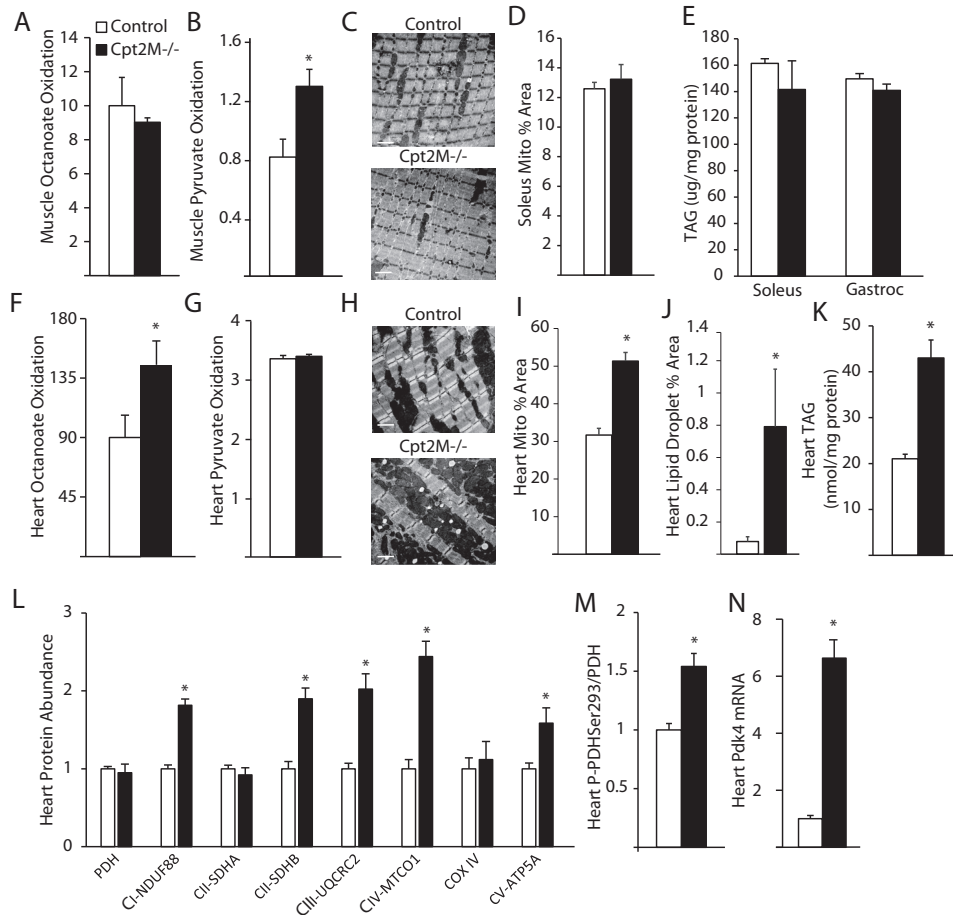 A
Control
Cpt2M-/-
Muscle Octanoate Oxidation
14
12
10
8
6
4
2
B
Muscle Pyruvate Oxidation
1.6
1.2
0.8
0.4
*
C
Control
Cpt2M-/-
D
Soleus Mito % Area
16
14
12
10
8
6
4
2
E
TAG (ug/mg protein)
180
160
140
120
100
80
60
40
20
0
Soleus
Gastroc
F
Heart Octanoate Oxidation
180
135
90
45
*
G
Heart Pyruvate Oxidation
4
3
2
1
H
Control
Cpt2M-/-
I
Heart Mito % Area
60
50
40
30
20
10
*
J
Heart Lipid Droplet % Area
1.4
1.2
1
0.8
0.6
0.4
0.2
*
K
Heart TAG
(nmol/mg protein)
50
40
30
20
10
*
L
Heart Protein Abundance
3
2
1
0
*
*
*
*
*
PDH
CI-NDUF88
CII-SDHA
CII-SDHB
CIII-UQCRC2
CIV-MTCO1
COX IV
CV-ATP5A
M
Heart P-PDHSer293/PDH
2
1.5
1
0.5
*
N
Heart Pdk4 mRNA
8
6
4
2
*